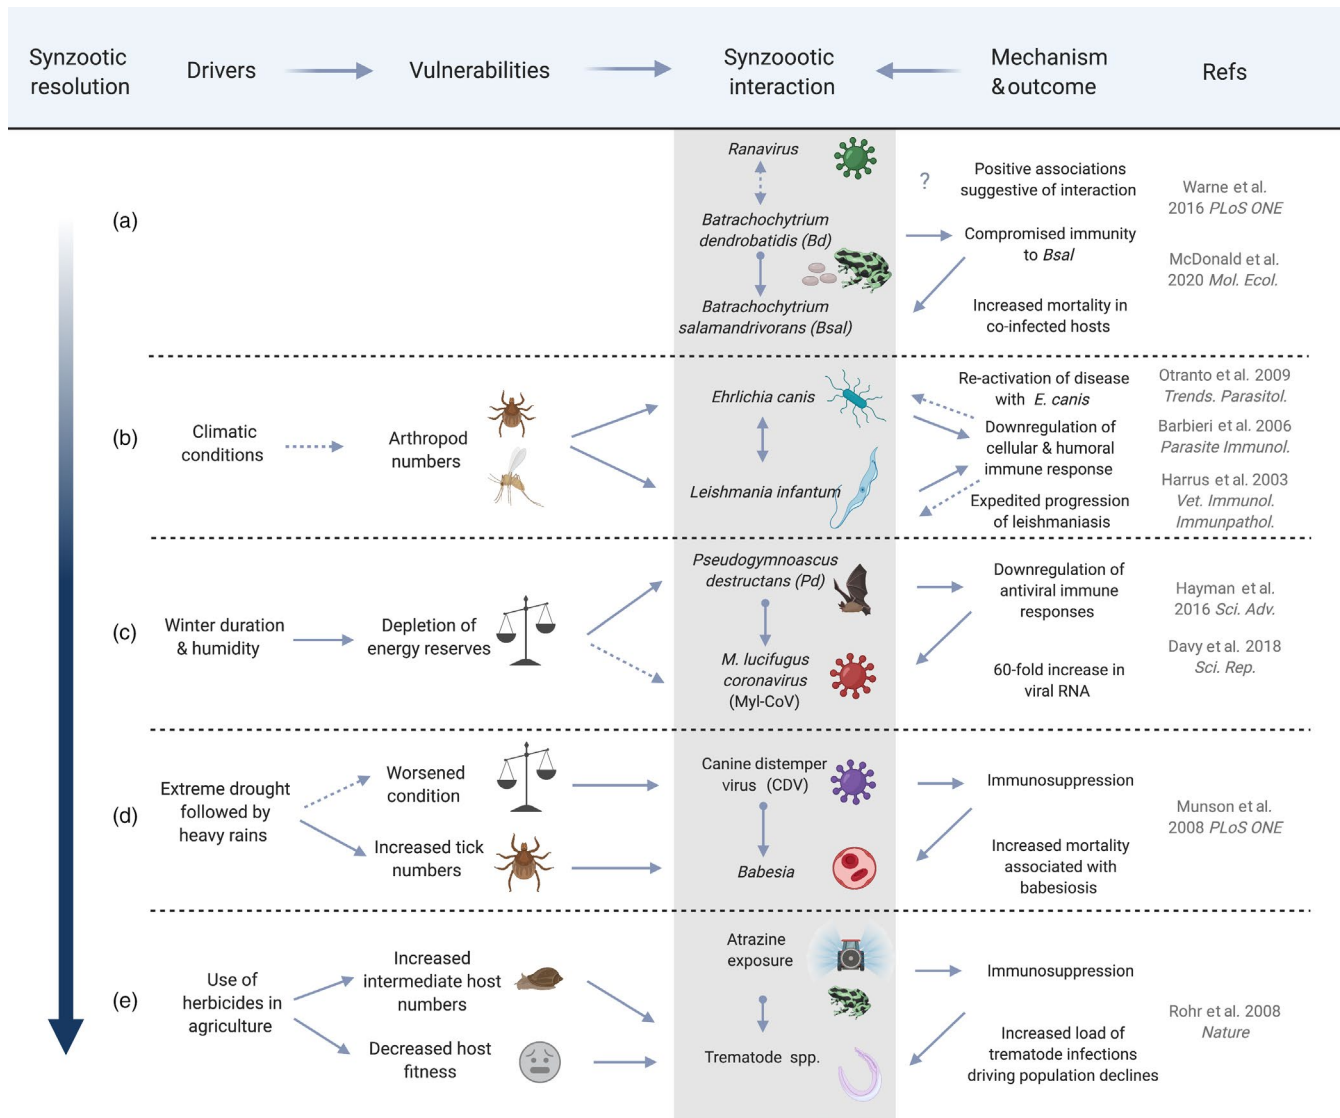 Synzootic
resolution
Drivers
Vulnerabilities
Synzoootic
interaction
Mechanism
& outcome
Refs
(a)
Ranavirus
Batrachochytrium
dendrobatidis (Bd)
Batrachochytrium
salamandrivorans (Bsal)
?
Positive associations
suggestive of interaction
Compromised immunity
to Bsal
Increased mortality in
co-infected hosts
Warne et al.
2016 PLoS ONE
McDonald et al.
2020 Mol. Ecol.
(b)
Climatic
conditions
Arthropod
numbers
Ehrlichia canis
Leishmania infantum
Re-activation of disease
with E. canis
Downregulation of
cellular & humoral
immune response
Expedited progression
of leishmaniasis
Otranto et al. 2009
Trends. Parasitol.
Barbieri et al. 2006
Parasite Immunol.
Harrus et al. 2003
Vet. Immunol.
Immunpathol.
(c)
Winter duration
& humidity
Depletion of
energy reserves
Pseudogymnoascus
destructans (Pd)
M. lucifugus
coronavirus
(Myl-CoV)
Downregulation of
antiviral immune
responses
60-fold increase in
viral RNA
Hayman et al.
2016 Sci. Adv.
Davy et al. 2018
Sci. Rep.
(d)
Extreme drought
followed by
heavy rains
Worsened
condition
Increased tick
numbers
Canine distemper
virus (CDV)
Babesia
Immunosuppression
Increased mortality
associated with
babesiosis
Munson et al.
2008 PLoS ONE
(e)
Use of
herbicides in
agriculture
Increased
intermediate host
numbers
Decreased host
fitness
Atrazine
exposure
Trematode spp.
Immunosuppression
Increased load of
trematode infections
driving population declines
Rohr et al. 2008
Nature